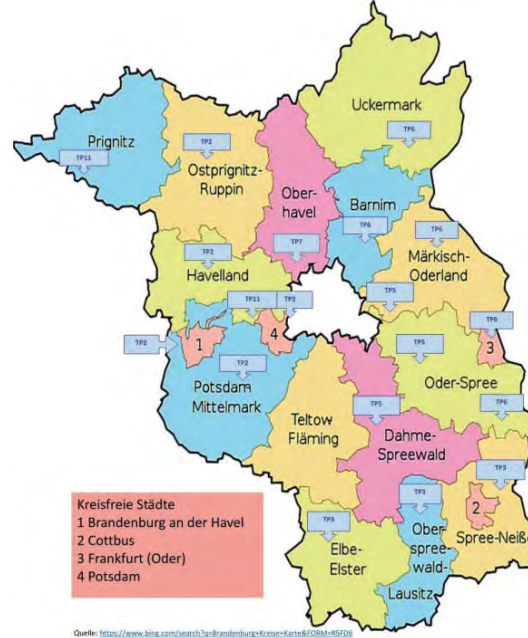 Uckermark
TP6
Prignitz
TP11
TP2
Ostprignitz-
Ruppin
Ober-
havel
TP7
Barnim
TP6
TP6
Märkisch-
Oderland
TP5
TP2
Havelland
TP11
TP2
TP2
1
4
TP2
Potsdam
Mittelmark
TP6
3
TP5
Oder-Spree
TP6
Teltow
Fläming
TP5
Dahme-
Spreewald
TP3
TP3
2
Spree-Neiße
TP3
Elbe-
Elster
Ober
spree
wald-
Lausitz
Kreisfreie Städte
1 Brandenburg an der Havel
2 Cottbus
3 Frankfurt (Oder)
4 Potsdam
Quelle: https://www.bing.com/search?q=Brandenburg+Kreise+Karte&FORM=R5FD6